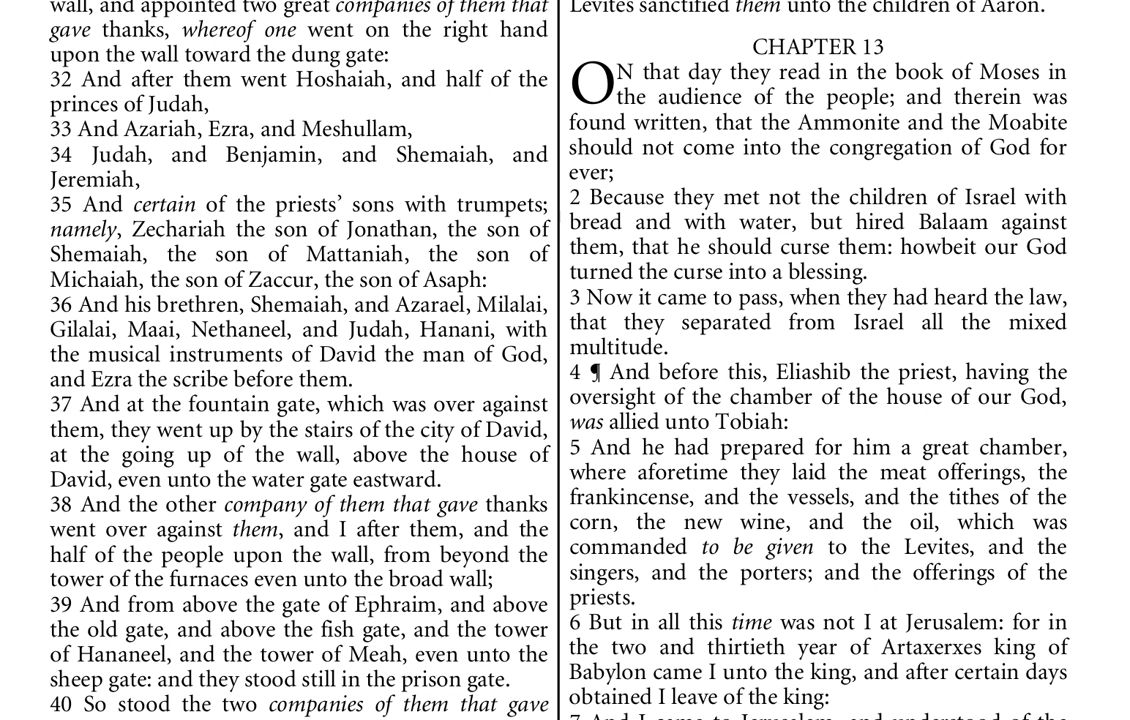 wall, and appointed two great companies of them that
gave thanks, whereof one went on the right hand
upon the wall toward the dung gate:
32 And after them went Hoshaiah, and half of the
princes of Judah,
33 And Azariah, Ezra, and Meshullam,
34 Judah, and Benjamin, and Shemaiah, and
Jeremiah,
35 And certain of the priests’ sons with trumpets;
namely, Zechariah the son of Jonathan, the son of
Shemaiah, the son of Mattaniah, the son of
Michaiah, the son of Zaccur, the son of Asaph:
36 And his brethren, Shemaiah, and Azarael, Milalai,
Gilalai, Maai, Nethaneel, and Judah, Hanani, with
the musical instruments of David the man of God,
and Ezra the scribe before them.
37 And at the fountain gate, which was over against
them, they went up by the stairs of the city of David,
at the going up of the wall, above the house of
David, even unto the water gate eastward.
38 And the other company of them that gave thanks
went over against them, and I after them, and the
half of the people upon the wall, from beyond the
tower of the furnaces even unto the broad wall;
39 And from above the gate of Ephraim, and above
the old gate, and above the fish gate, and the tower
of Hananeel, and the tower of Meah, even unto the
sheep gate: and they stood still in the prison gate.
40 So stood the two companies of them that gave
Levites sanctified them unto the children of Aaron.
CHAPTER 13
ON that day they read in the book of Moses in
the audience of the people; and therein was
found written, that the Ammonite and the Moabite
should not come into the congregation of God for
ever;
2 Because they met not the children of Israel with
bread and with water, but hired Balaam against
them, that he should curse them: howbeit our God
turned the curse into a blessing.
3 Now it came to pass, when they had heard the law,
that they separated from Israel all the mixed
multitude.
4 ¶ And before this, Eliashib the priest, having the
oversight of the chamber of the house of our God,
was allied unto Tobiah:
5 And he had prepared for him a great chamber,
where aforetime they laid the meat offerings, the
frankincense, and the vessels, and the tithes of the
corn, the new wine, and the oil, which was
commanded to be given to the Levites, and the
singers, and the porters; and the offerings of the
priests.
6 But in all this time was not I at Jerusalem: for in
the two and thirtieth year of Artaxerxes king of
Babylon came I unto the king, and after certain days
obtained I leave of the king:
7 And I came to Jerusalem, and understood of the